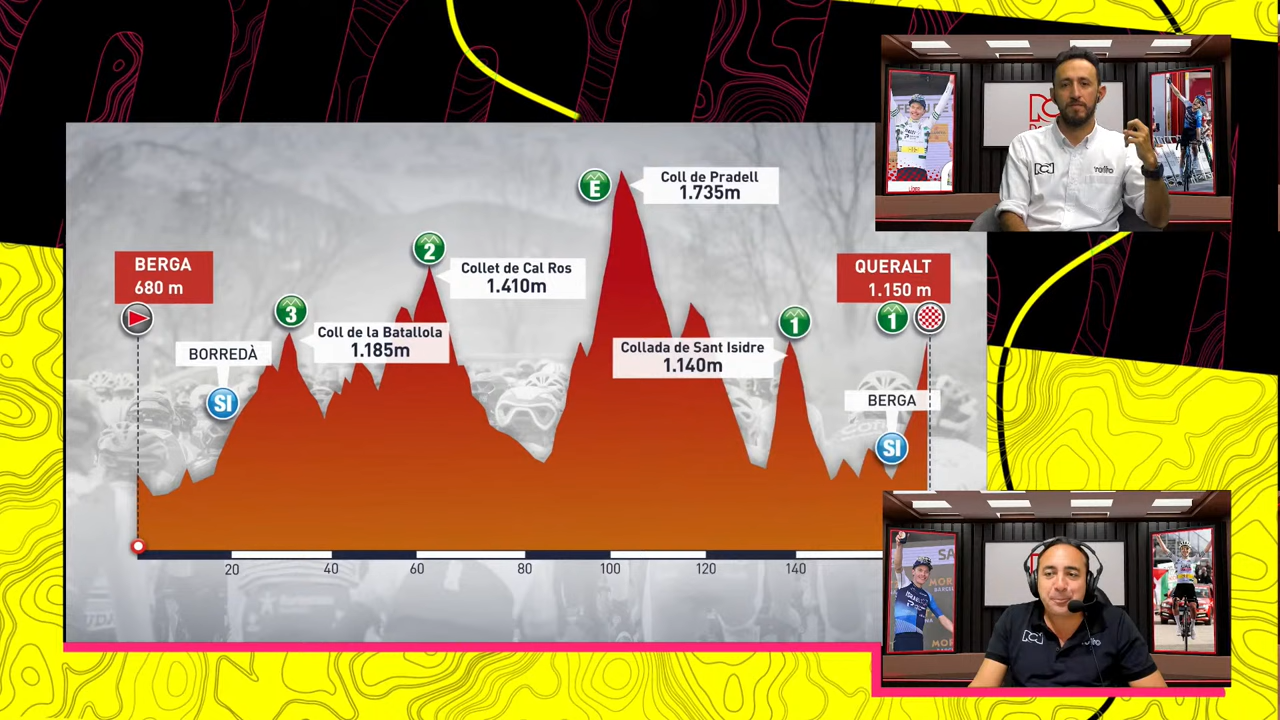 BERGA
680 m
BORREDÀ
SI
3
Coll de la Batallola
1.185m
2
Collet de Cal Ros
1.410m
E
Coll de Pradell
1.735m
Collada de Sant Isidre
1.140m
1
QUERALT
1.150 m
1
BERGA
SI
20
40
60
80
100
120
140
RCN
RCN